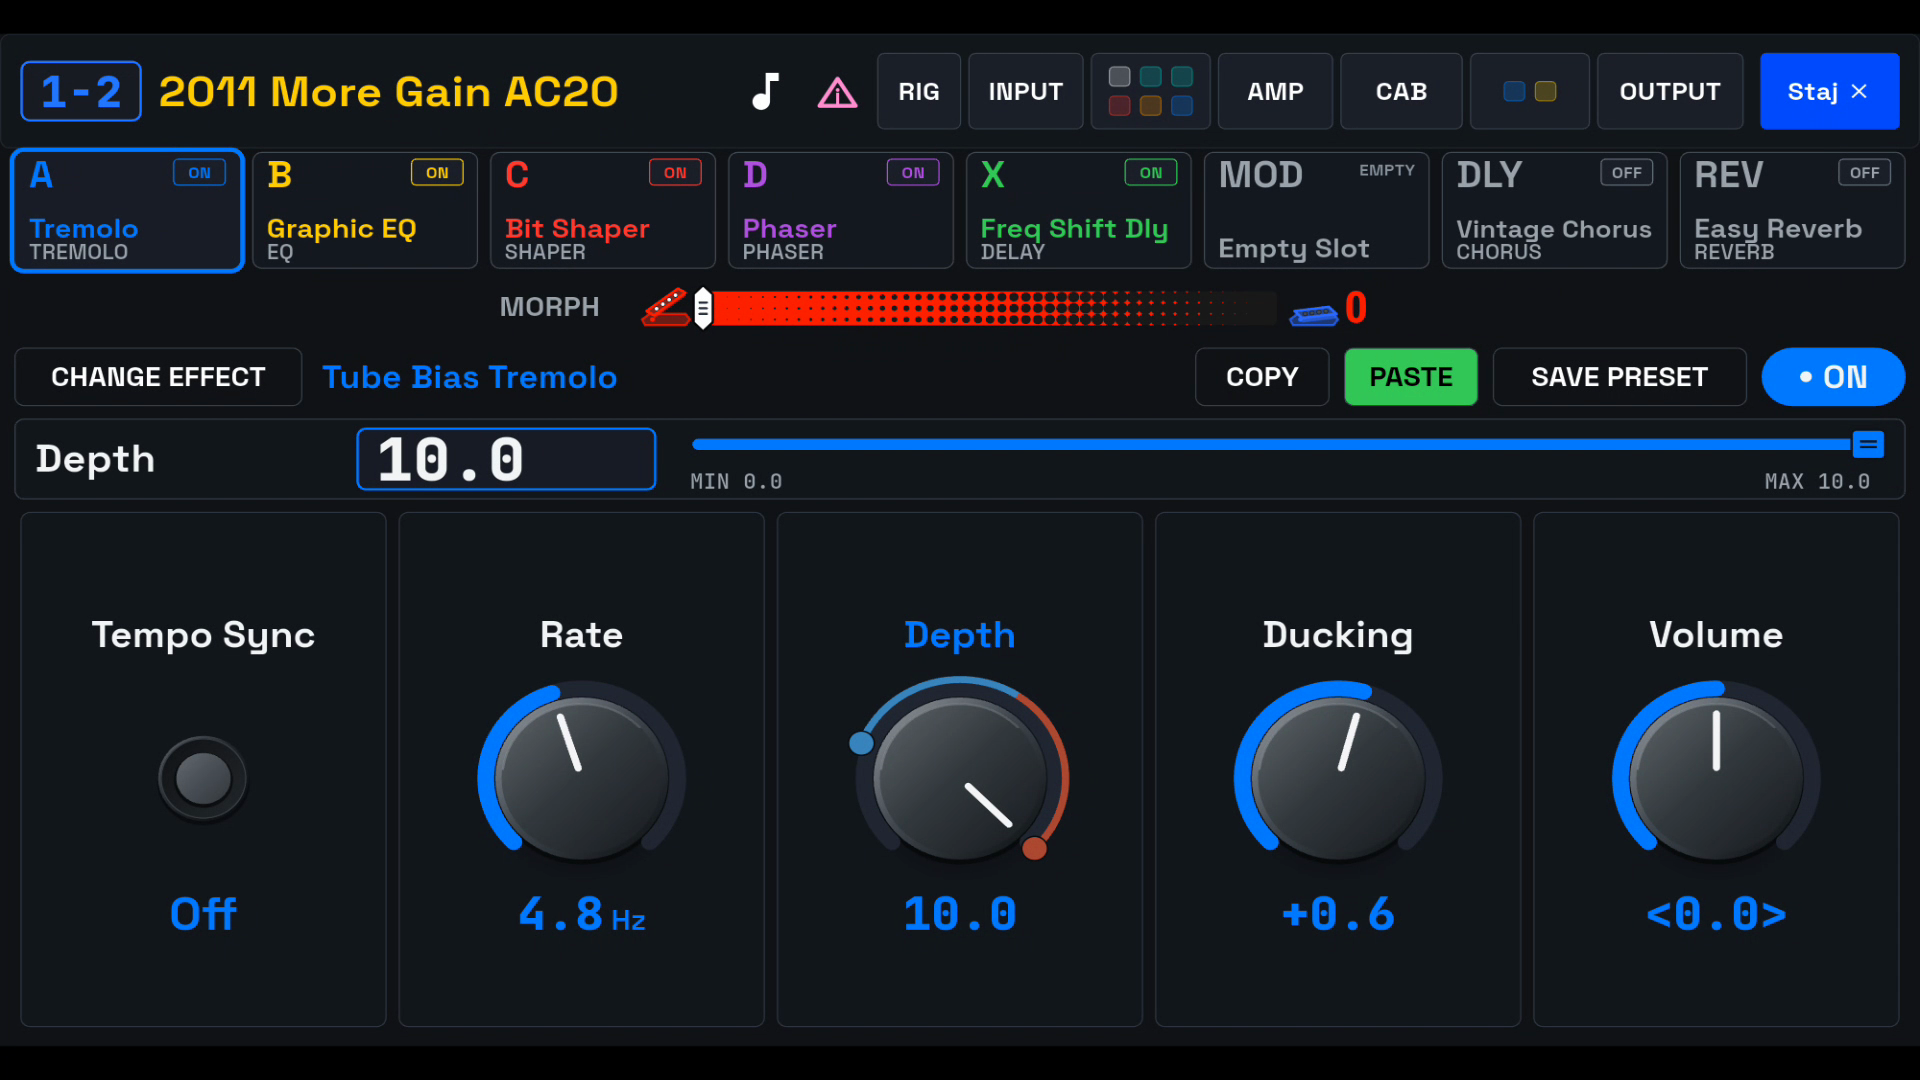 1-2 2011 More Gain AC20 RIG INPUT AMP CAB OUTPUT Staj ×
A ON B ON C ON D ON X ON MOD EMPTY DLY OFF REV OFF
Tremolo Graphic EQ Bit Shaper Phaser Freq Shift Dly Empty Slot Vintage Chorus Easy Reverb
TREMOLO EQ SHAPER PHASER DELAY CHORUS REVERB
MORPH 0
CHANGE EFFECT Tube Bias Tremolo COPY PASTE SAVE PRESET ON
Depth 10.0
MIN 0.0 MAX 10.0
Tempo Sync Rate Depth Ducking Volume
Off 4.8 Hz 10.0 +0.6 <0.0>